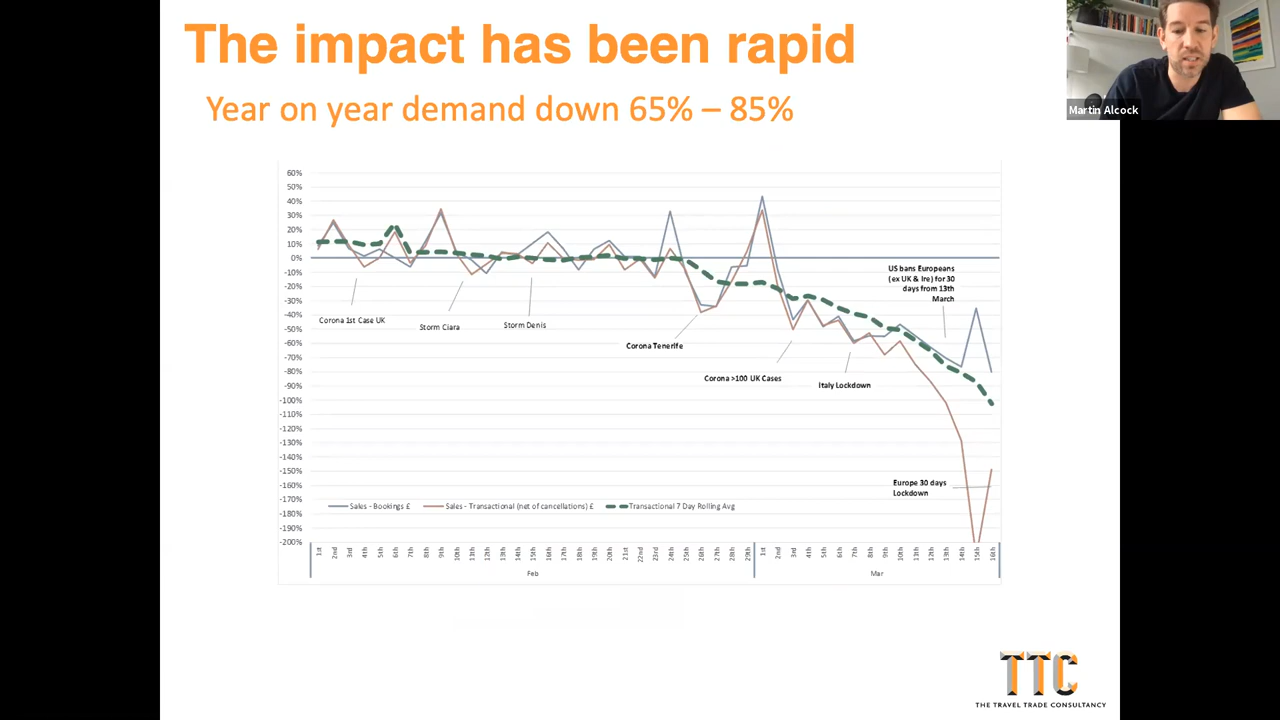 The impact has been rapid
Year on year demand down 65% – 85%
Martin Alcock
60%
50%
40%
30%
20%
10%
0%
-10%
-20%
-30%
-40%
-50%
-60%
-70%
-80%
-90%
-100%
-110%
-120%
-130%
-140%
-150%
-160%
-170%
-180%
-190%
-200%
Corona 1st Case UK
Storm Ciara
Storm Denis
Corona Tenerife
Corona >100 UK Cases
Italy Lockdown
US bans Europeans
(ex UK & Ire) for 30
days from 13th
March
Europe 30 days
Lockdown
Sales - Bookings £ Sales - Transactional (net of cancellations) £ Transactional 7 Day Rolling Avg
1st 2nd 3rd 4th 5th 6th 7th 8th 9th 10th 11th 12th 13th 14th 15th 16th 17th 18th 19th 20th 21st 22nd 23rd 24th 25th 26th 27th 28th 29th 1st 2nd 3rd 4th 5th 6th 7th 8th 9th 10th 11th 12th 13th 14th 15th 16th
Feb Mar
TTC
THE TRAVEL TRADE CONSULTANCY